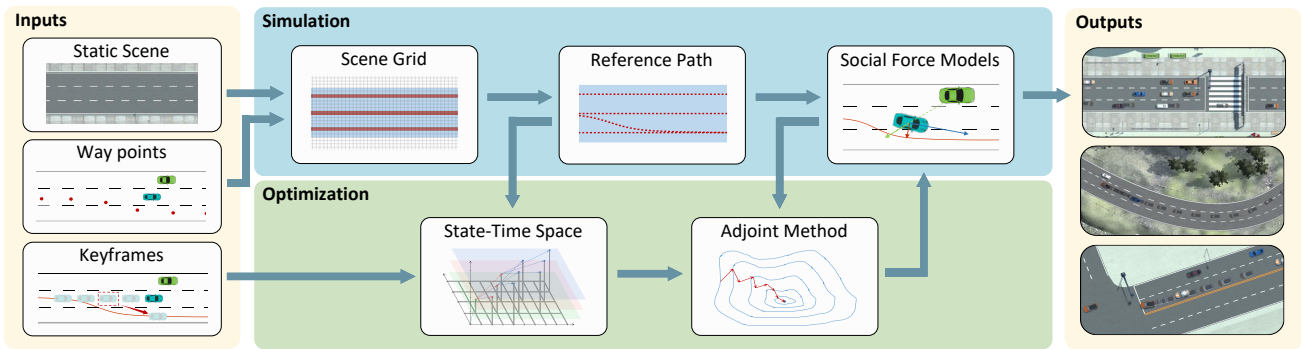 Inputs
Static Scene
Way points
Keyframes
Simulation
Scene Grid
Reference Path
Social Force Models
Optimization
State-Time Space
Adjoint Method
Outputs